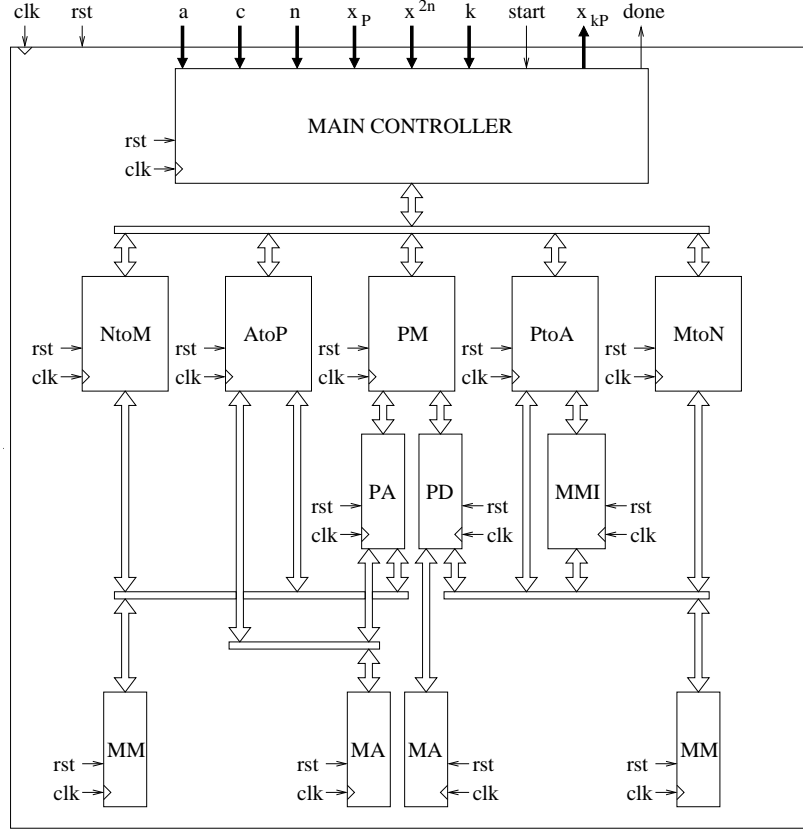 clk rst a c n x_P x^2n k start x_kP done
MAIN CONTROLLER
rst
clk
NtoM AtoP PM PtoA MtoN
rst rst rst rst rst
clk clk clk clk clk
PA PD MMI
rst rst rst
clk clk clk
MM MA MA MM
rst rst rst rst
clk clk clk clk